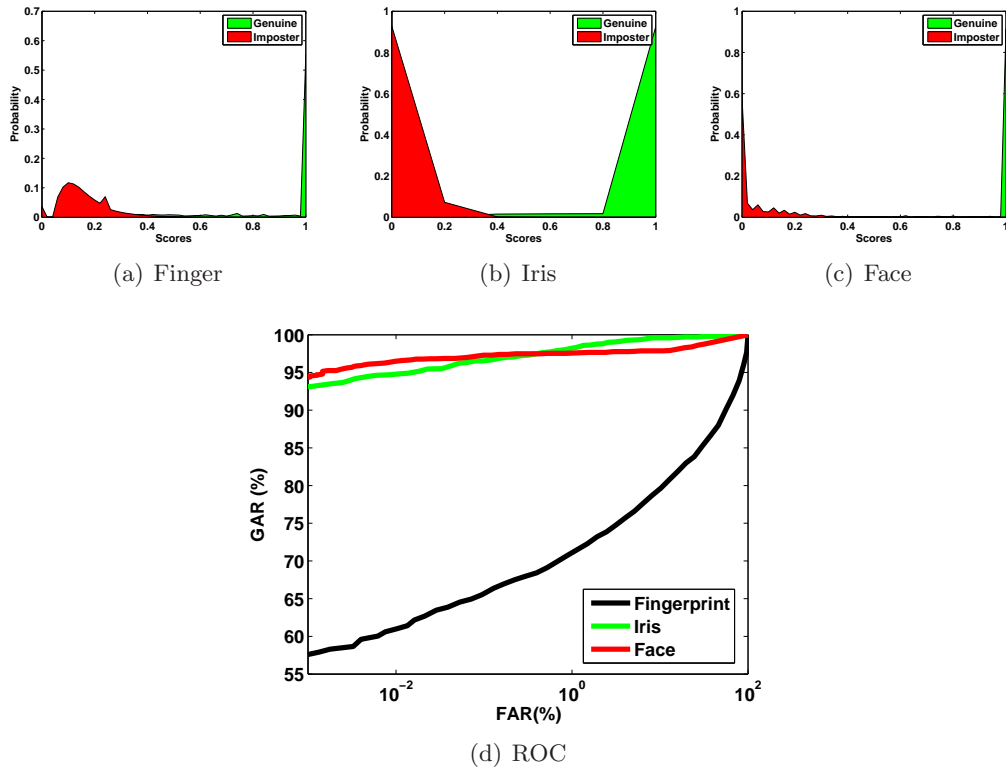 0.7
0.6
0.5
0.4
0.3
0.2
0.1
0
Probability
0 0.2 0.4 0.6 0.8 1
Scores
Genuine
Imposter
(a) Finger
1
0.8
0.6
0.4
0.2
0
Probability
0 0.2 0.4 0.6 0.8 1
Scores
Genuine
Imposter
(b) Iris
1
0.8
0.6
0.4
0.2
0
Probability
0 0.2 0.4 0.6 0.8 1
Scores
Genuine
Imposter
(c) Face
100
95
90
85
80
75
70
65
60
55
GAR (%)
10^-2 10^0 10^2
FAR(%)
Fingerprint
Iris
Face
(d) ROC